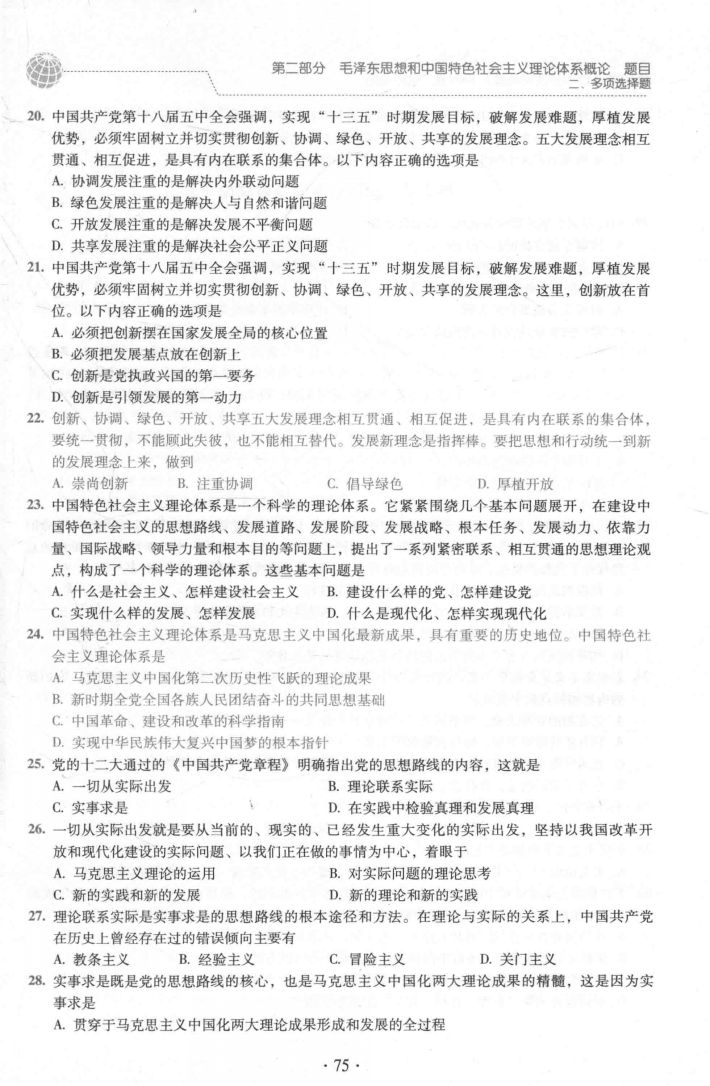 第二部分 毛泽东思想和中国特色社会主义理论体系概论 题目
二、多项选择题
20. 中国共产党第十八届五中全会强调，实现“十三五”时期发展目标，破解发展难题，厚植发展
优势，必须牢固树立并切实贯彻创新、协调、绿色、开放、共享的发展理念。五大发展理念相互
贯通、相互促进，是具有内在联系的集合体。以下内容正确的选项是
A. 协调发展注重的是解决内外联动问题
B. 绿色发展注重的是解决人与自然和谐问题
C. 开放发展注重的是解决发展不平衡问题
D. 共享发展注重的是解决社会公平正义问题
21. 中国共产党第十八届五中全会强调，实现“十三五”时期发展目标，破解发展难题，厚植发展
优势，必须牢固树立并切实贯彻创新、协调、绿色、开放、共享的发展理念。这里，创新放在首
位。以下内容正确的选项是
A. 必须把创新摆在国家发展全局的核心位置
B. 必须把发展基点放在创新上
C. 创新是党执政兴国的第一要务
D. 创新是引领发展的第一动力
22. 创新、协调、绿色、开放、共享五大发展理念相互贯通、相互促进，是具有内在联系的集合体，
要统一贯彻，不能顾此失彼，也不能相互替代。发展新理念是指挥棒。要把思想和行动统一到新
的发展理念上来，做到
A. 崇尚创新 B. 注重协调 C. 倡导绿色 D. 厚植开放
23. 中国特色社会主义理论体系是一个科学的理论体系。它紧紧围绕几个基本问题展开，在建设中
国特色社会主义的思想路线、发展道路、发展阶段、发展战略、根本任务、发展动力、依靠力
量、国际战略、领导力量和根本目的等问题上，提出了一系列紧密联系、相互贯通的思想理论观
点，构成了一个科学的理论体系。这些基本问题是
A. 什么是社会主义、怎样建设社会主义 B. 建设什么样的党、怎样建设党
C. 实现什么样的发展、怎样发展 D. 什么是现代化、怎样实现现代化
24. 中国特色社会主义理论体系是马克思主义中国化最新成果，具有重要的历史地位。中国特色社
会主义理论体系是
A. 马克思主义中国化第二次历史性飞跃的理论成果
B. 新时期全党全国各族人民团结奋斗的共同思想基础
C. 中国革命、建设和改革的科学指南
D. 实现中华民族伟大复兴中国梦的根本指针
25. 党的十二大通过的《中国共产党章程》明确指出党的思想路线的内容，这就是
A. 一切从实际出发 B. 理论联系实际
C. 实事求是 D. 在实践中检验真理和发展真理
26. 一切从实际出发就是要从当前的、现实的、已经发生重大变化的实际出发，坚持以我国改革开
放和现代化建设的实际问题、以我们正在做的事情为中心，着眼于
A. 马克思主义理论的运用 B. 对实际问题的理论思考
C. 新的实践和新的发展 D. 新的理论和新的实践
27. 理论联系实际是实事求是的思想路线的根本途径和方法。在理论与实际的关系上，中国共产党
在历史上曾经存在过的错误倾向主要有
A. 教条主义 B. 经验主义 C. 冒险主义 D. 关门主义
28. 实事求是既是党的思想路线的核心，也是马克思主义中国化两大理论成果的精髓，这是因为实
事求是
A. 贯穿于马克思主义中国化两大理论成果形成和发展的全过程
· 75 ·